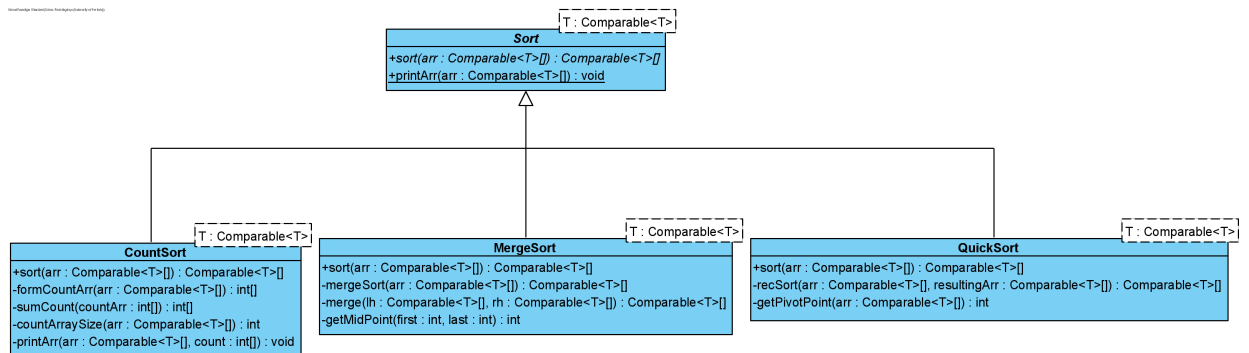 T : Comparable<T>
Sort
+sort(arr : Comparable<T>[]) : Comparable<T>[]
+printArr(arr : Comparable<T>[]) : void
T : Comparable<T>
CountSort
+sort(arr : Comparable<T>[]) : Comparable<T>[]
-formCountArr(arr : Comparable<T>[]) : int[]
-sumCount(countArr : int[]) : int[]
-countArraySize(arr : Comparable<T>[]) : int
-printArr(arr : Comparable<T>[], count : int[]) : void
T : Comparable<T>
MergeSort
+sort(arr : Comparable<T>[]) : Comparable<T>[]
-mergeSort(arr : Comparable<T>[]) : Comparable<T>[]
-merge(lh : Comparable<T>[], rh : Comparable<T>[]) : Comparable<T>[]
-getMidPoint(first : int, last : int) : int
T : Comparable<T>
QuickSort
+sort(arr : Comparable<T>[]) : Comparable<T>[]
-recSort(arr : Comparable<T>[], resultingArr : Comparable<T>[]) : Comparable<T>[]
-getPivotPoint(arr : Comparable<T>[]) : int